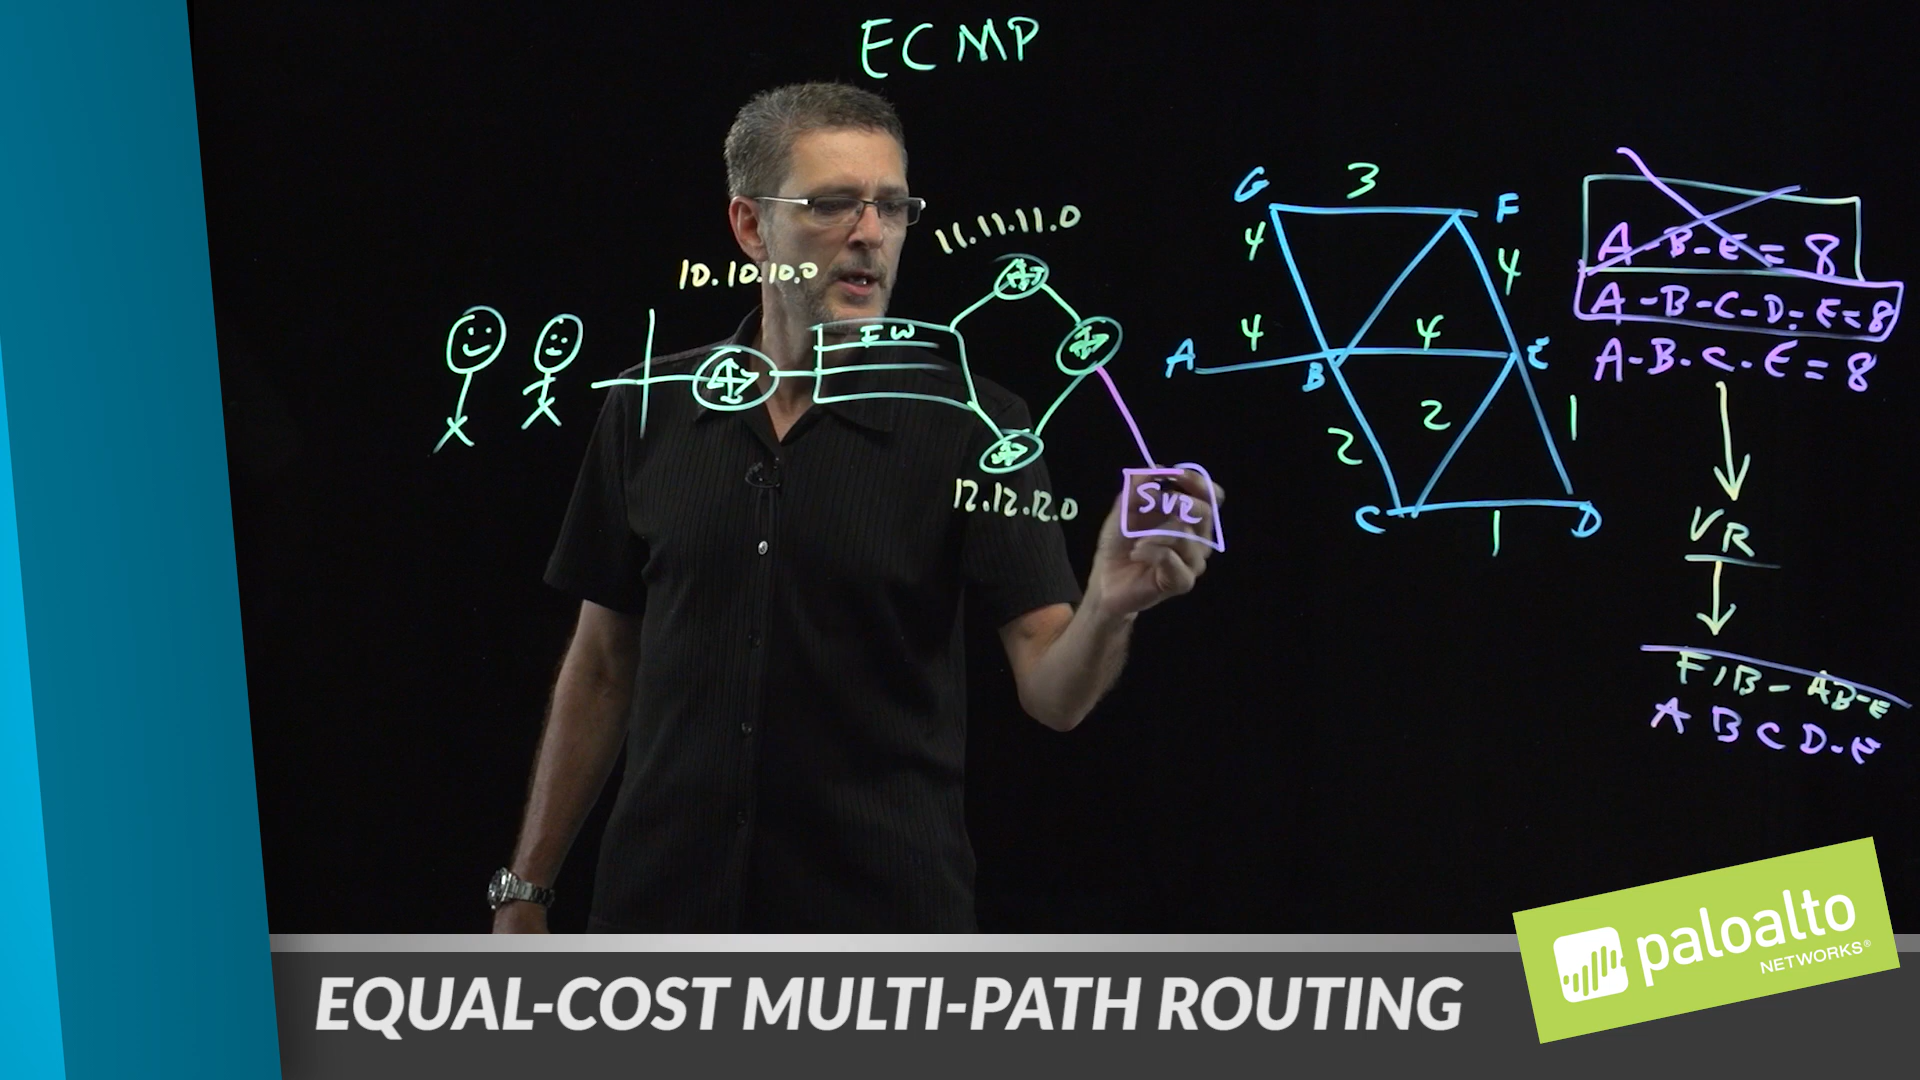 ECMP
11.11.11.0
10.10.10.0
FW
12.12.12.0
SVR
G 3 F
4 4
A 4 B 4 E
2 2 1
C 1 D
A-B-E = 8
A-B-C-D-E=8
A-B-C-E = 8
VR
FIB - AB-E
A B C D-E
EQUAL-COST MULTI-PATH ROUTING
paloalto
NETWORKS®